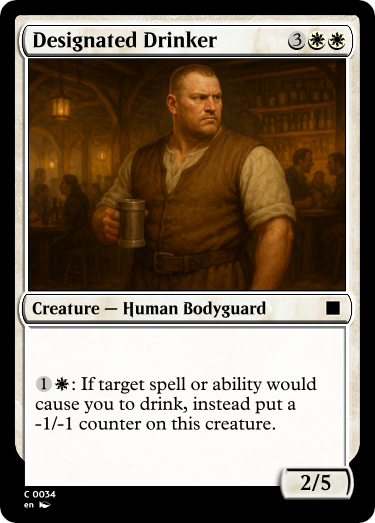 Designated Drinker 3
Creature — Human Bodyguard
1 : If target spell or ability would
cause you to drink, instead put a
-1/-1 counter on this creature.
2/5
C 0034
en